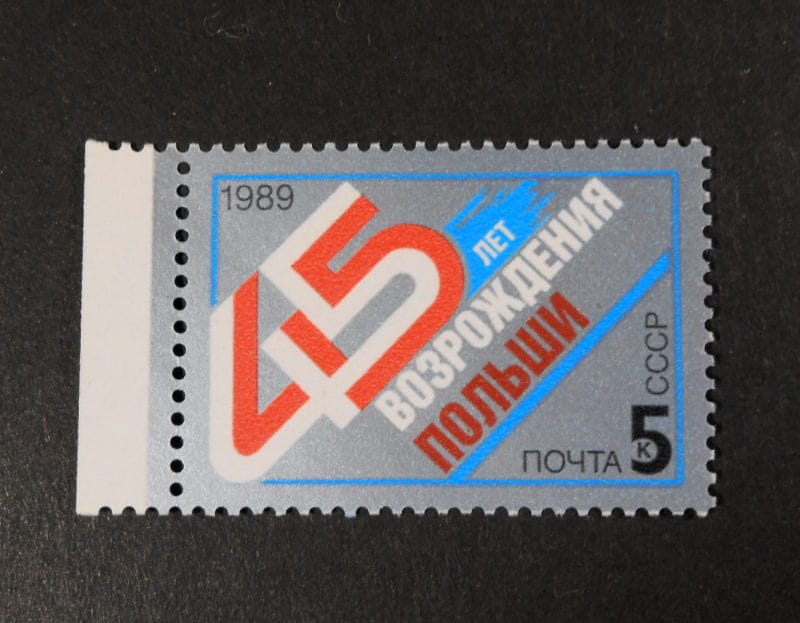 1989
45 ЛЕТ
ВОЗРОЖДЕНИЯ
ПОЛЬШИ
ПОЧТА СССР
5 к